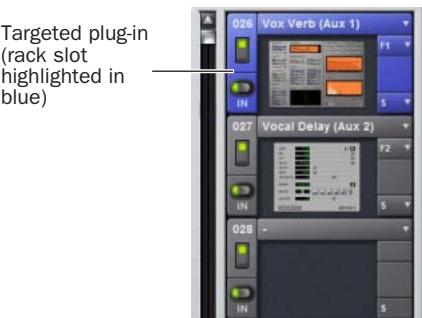 Targeted plug-in
(rack slot
highlighted in
blue)
026 Vox Verb (Aux 1)
F1
IN
S
027 Vocal Delay (Aux 2)
F2
IN
S
028 -
IN
S